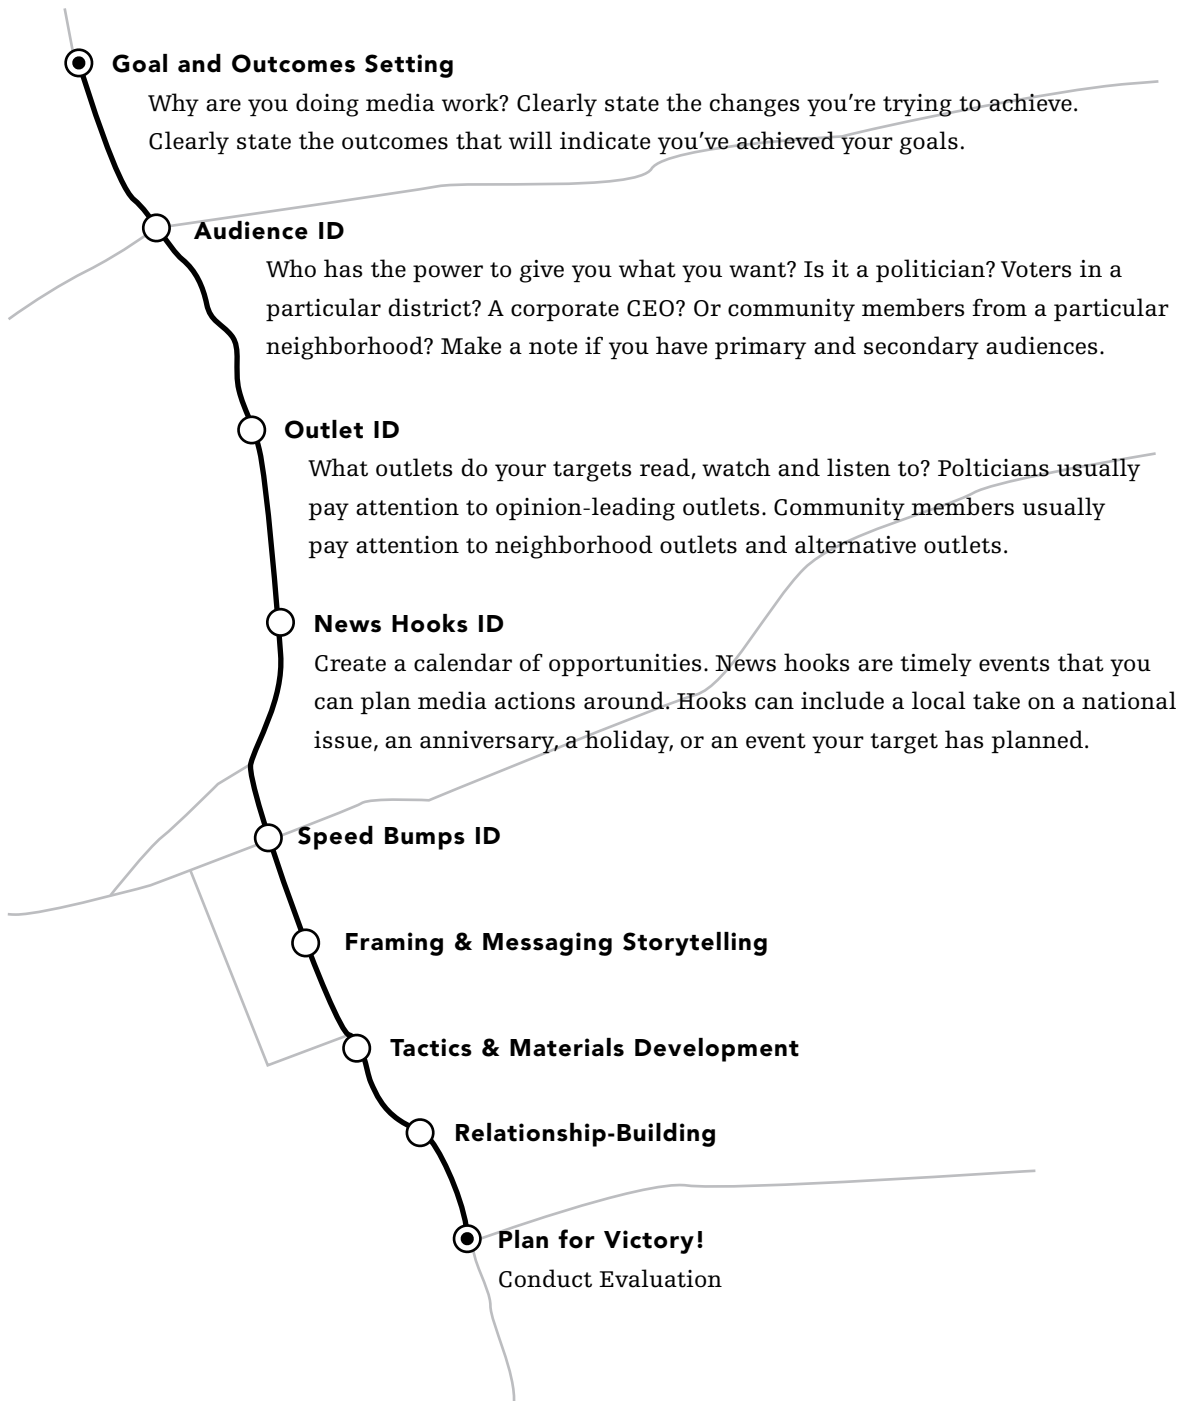 Goal and Outcomes Setting
Why are you doing media work? Clearly state the changes you're trying to achieve.
Clearly state the outcomes that will indicate you've achieved your goals.
Audience ID
Who has the power to give you what you want? Is it a politician? Voters in a
particular district? A corporate CEO? Or community members from a particular
neighborhood? Make a note if you have primary and secondary audiences.
Outlet ID
What outlets do your targets read, watch and listen to? Polticians usually
pay attention to opinion-leading outlets. Community members usually
pay attention to neighborhood outlets and alternative outlets.
News Hooks ID
Create a calendar of opportunities. News hooks are timely events that you
can plan media actions around. Hooks can include a local take on a national
issue, an anniversary, a holiday, or an event your target has planned.
Speed Bumps ID
Framing & Messaging Storytelling
Tactics & Materials Development
Relationship-Building
Plan for Victory!
Conduct Evaluation